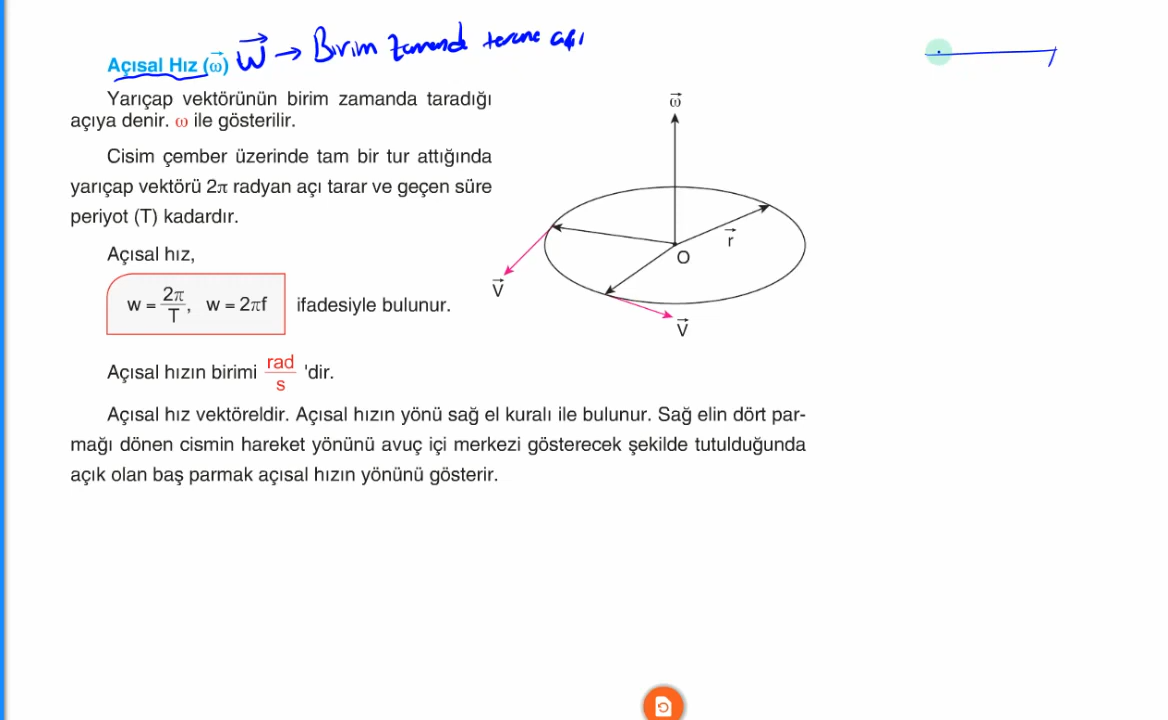 Açısal Hız (ω⃗) w⃗ → Birim zamanda taranan açı
Yarıçap vektörünün birim zamanda taradığı
açıya denir. ω ile gösterilir.
Cisim çember üzerinde tam bir tur attığında
yarıçap vektörü 2π radyan açı tarar ve geçen süre
periyot (T) kadardır.
Açısal hız,
w = 2π/T, w = 2πf ifadesiyle bulunur.
Açısal hızın birimi rad/s 'dir.
Açısal hız vektöreldir. Açısal hızın yönü sağ el kuralı ile bulunur. Sağ elin dört par-
mağı dönen cismin hareket yönünü avuç içi merkezi gösterecek şekilde tutulduğunda
açık olan baş parmak açısal hızın yönünü gösterir.
ω⃗
r⃗
O
V⃗
V⃗